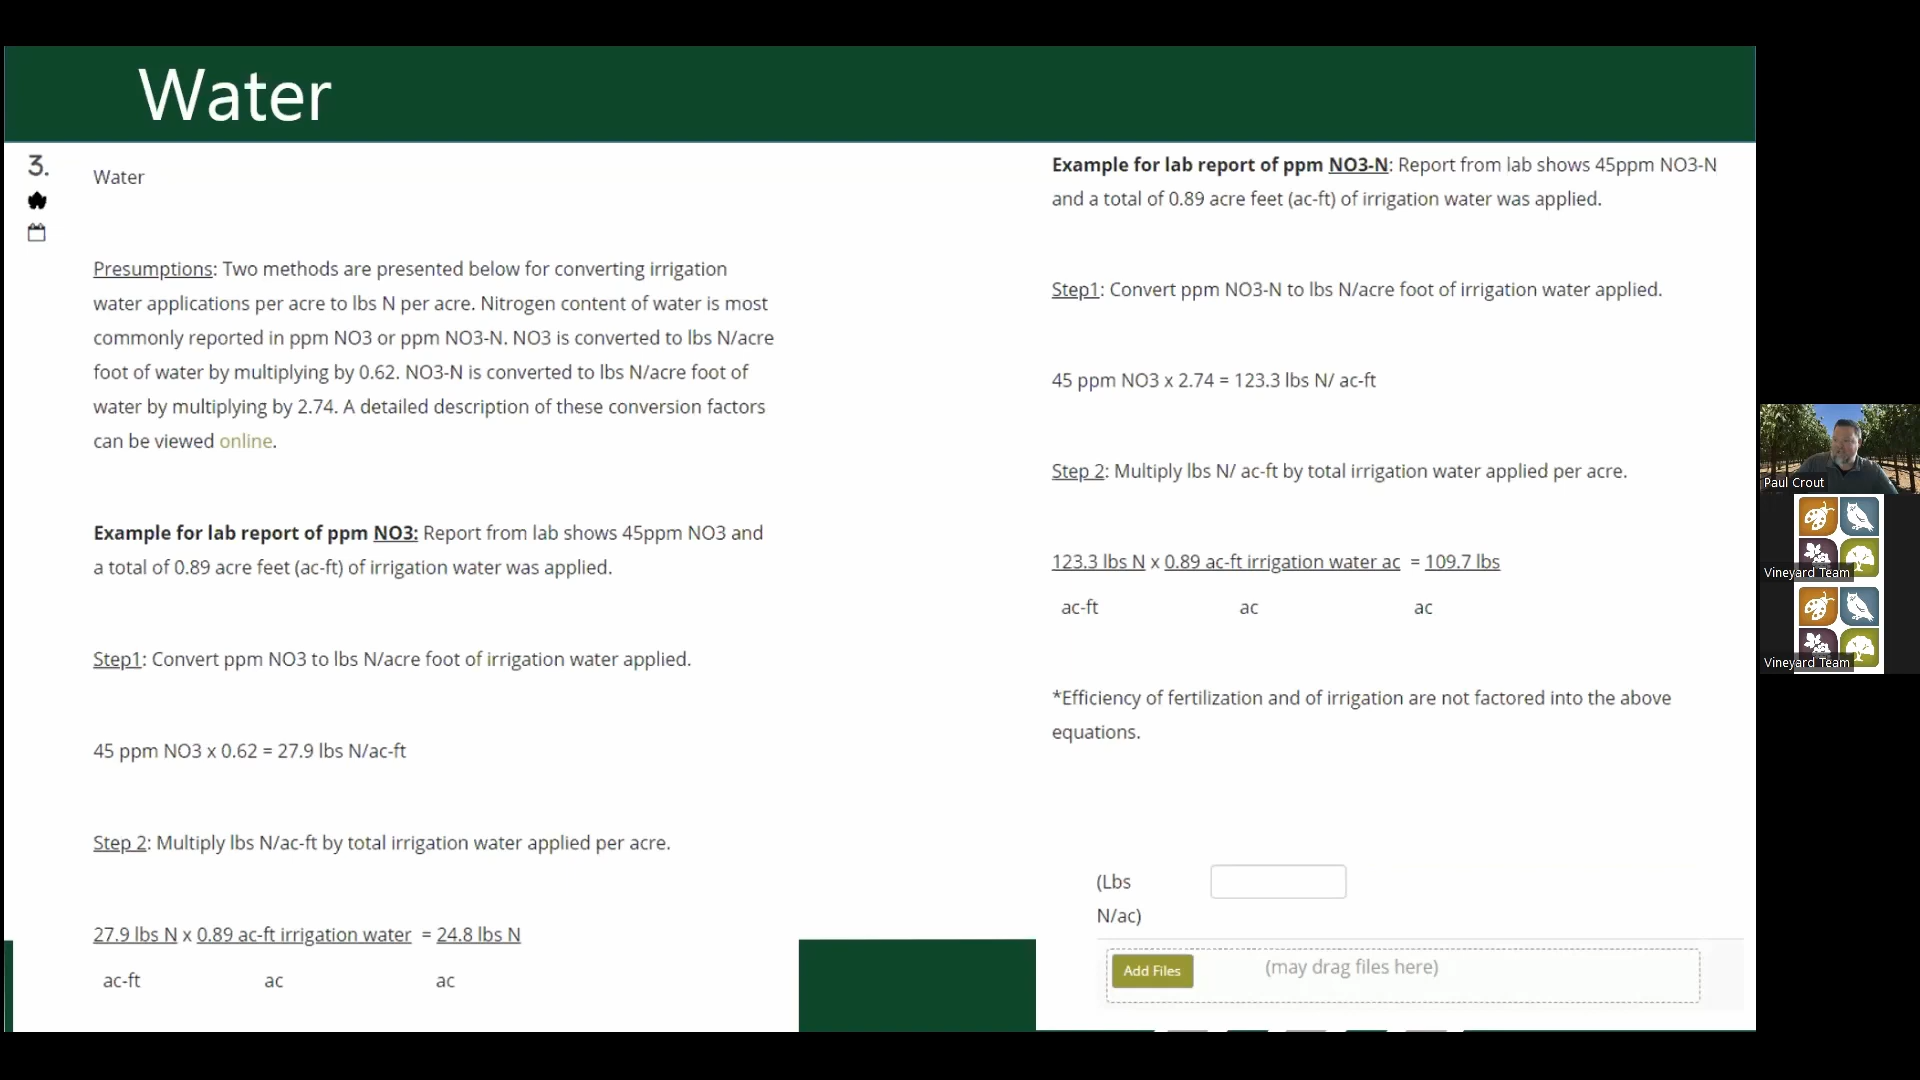 Water
3.
Water
Presumptions: Two methods are presented below for converting irrigation
water applications per acre to lbs N per acre. Nitrogen content of water is most
commonly reported in ppm NO3 or ppm NO3-N. NO3 is converted to lbs N/acre
foot of water by multiplying by 0.62. NO3-N is converted to lbs N/acre foot of
water by multiplying by 2.74. A detailed description of these conversion factors
can be viewed online.
Example for lab report of ppm NO3: Report from lab shows 45ppm NO3 and
a total of 0.89 acre feet (ac-ft) of irrigation water was applied.
Step1: Convert ppm NO3 to lbs N/acre foot of irrigation water applied.
45 ppm NO3 x 0.62 = 27.9 lbs N/ac-ft
Step 2: Multiply lbs N/ac-ft by total irrigation water applied per acre.
27.9 lbs N x 0.89 ac-ft irrigation water = 24.8 lbs N
ac-ft ac ac
Example for lab report of ppm NO3-N: Report from lab shows 45ppm NO3-N
and a total of 0.89 acre feet (ac-ft) of irrigation water was applied.
Step1: Convert ppm NO3-N to lbs N/acre foot of irrigation water applied.
45 ppm NO3 x 2.74 = 123.3 lbs N/ ac-ft
Step 2: Multiply lbs N/ ac-ft by total irrigation water applied per acre.
123.3 lbs N x 0.89 ac-ft irrigation water ac = 109.7 lbs
ac-ft ac ac
*Efficiency of fertilization and of irrigation are not factored into the above
equations.
(Lbs
N/ac)
Add Files (may drag files here)
Paul Crout
Vineyard Team
Vineyard Team